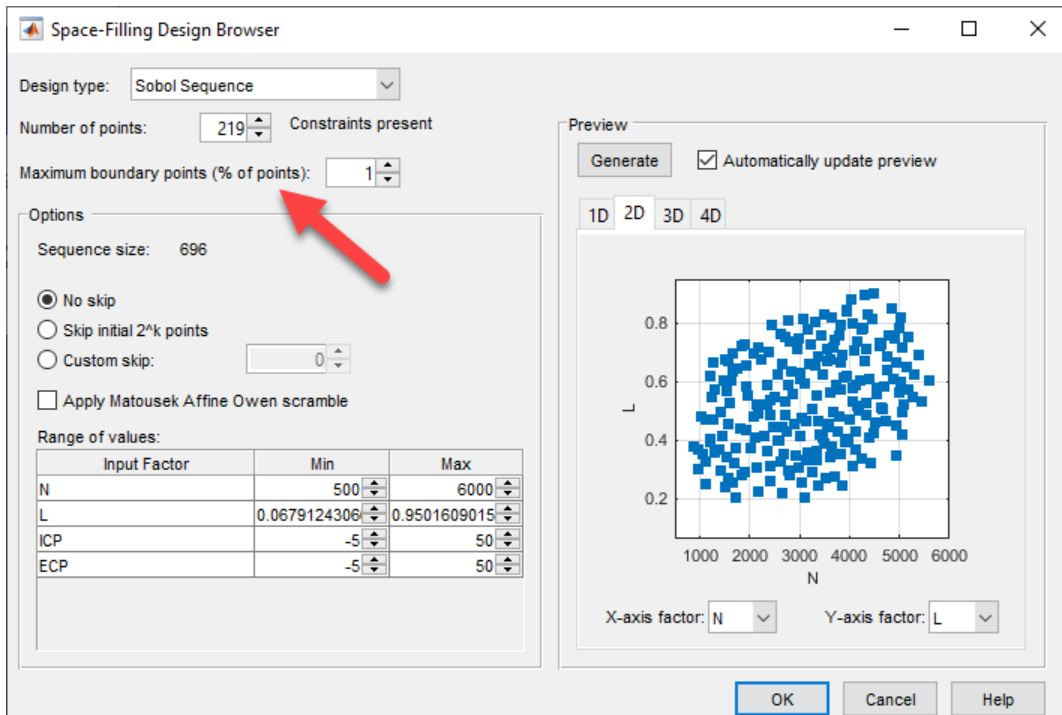 Space-Filling Design Browser
Design type: Sobol Sequence
Number of points: 219 Constraints present
Maximum boundary points (% of points): 1
Options
Sequence size: 696
No skip
Skip initial 2^k points
Custom skip: 0
Apply Matousek Affine Owen scramble
Range of values:
Input Factor Min Max
N 500 6000
L 0.0679124306 0.9501609015
ICP -5 50
ECP -5 50
Preview
Generate Automatically update preview
1D 2D 3D 4D
0.8
0.6
0.4
0.2
L
1000 2000 3000 4000 5000 6000
N
X-axis factor: N Y-axis factor: L
OK Cancel Help